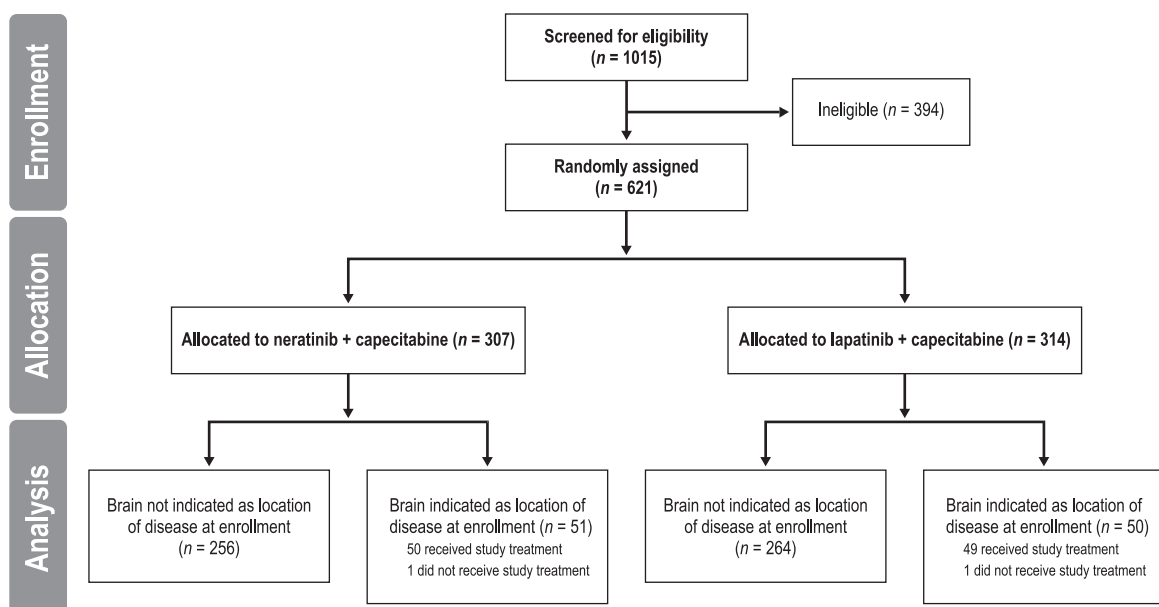 Enrollment
Screened for eligibility
(n = 1015)
Ineligible (n = 394)
Randomly assigned
(n = 621)
Allocation
Allocated to neratinib + capecitabine (n = 307)
Allocated to lapatinib + capecitabine (n = 314)
Analysis
Brain not indicated as location
of disease at enrollment
(n = 256)
Brain indicated as location of
disease at enrollment (n = 51)
50 received study treatment
1 did not receive study treatment
Brain not indicated as location
of disease at enrollment
(n = 264)
Brain indicated as location of
disease at enrollment (n = 50)
49 received study treatment
1 did not receive study treatment